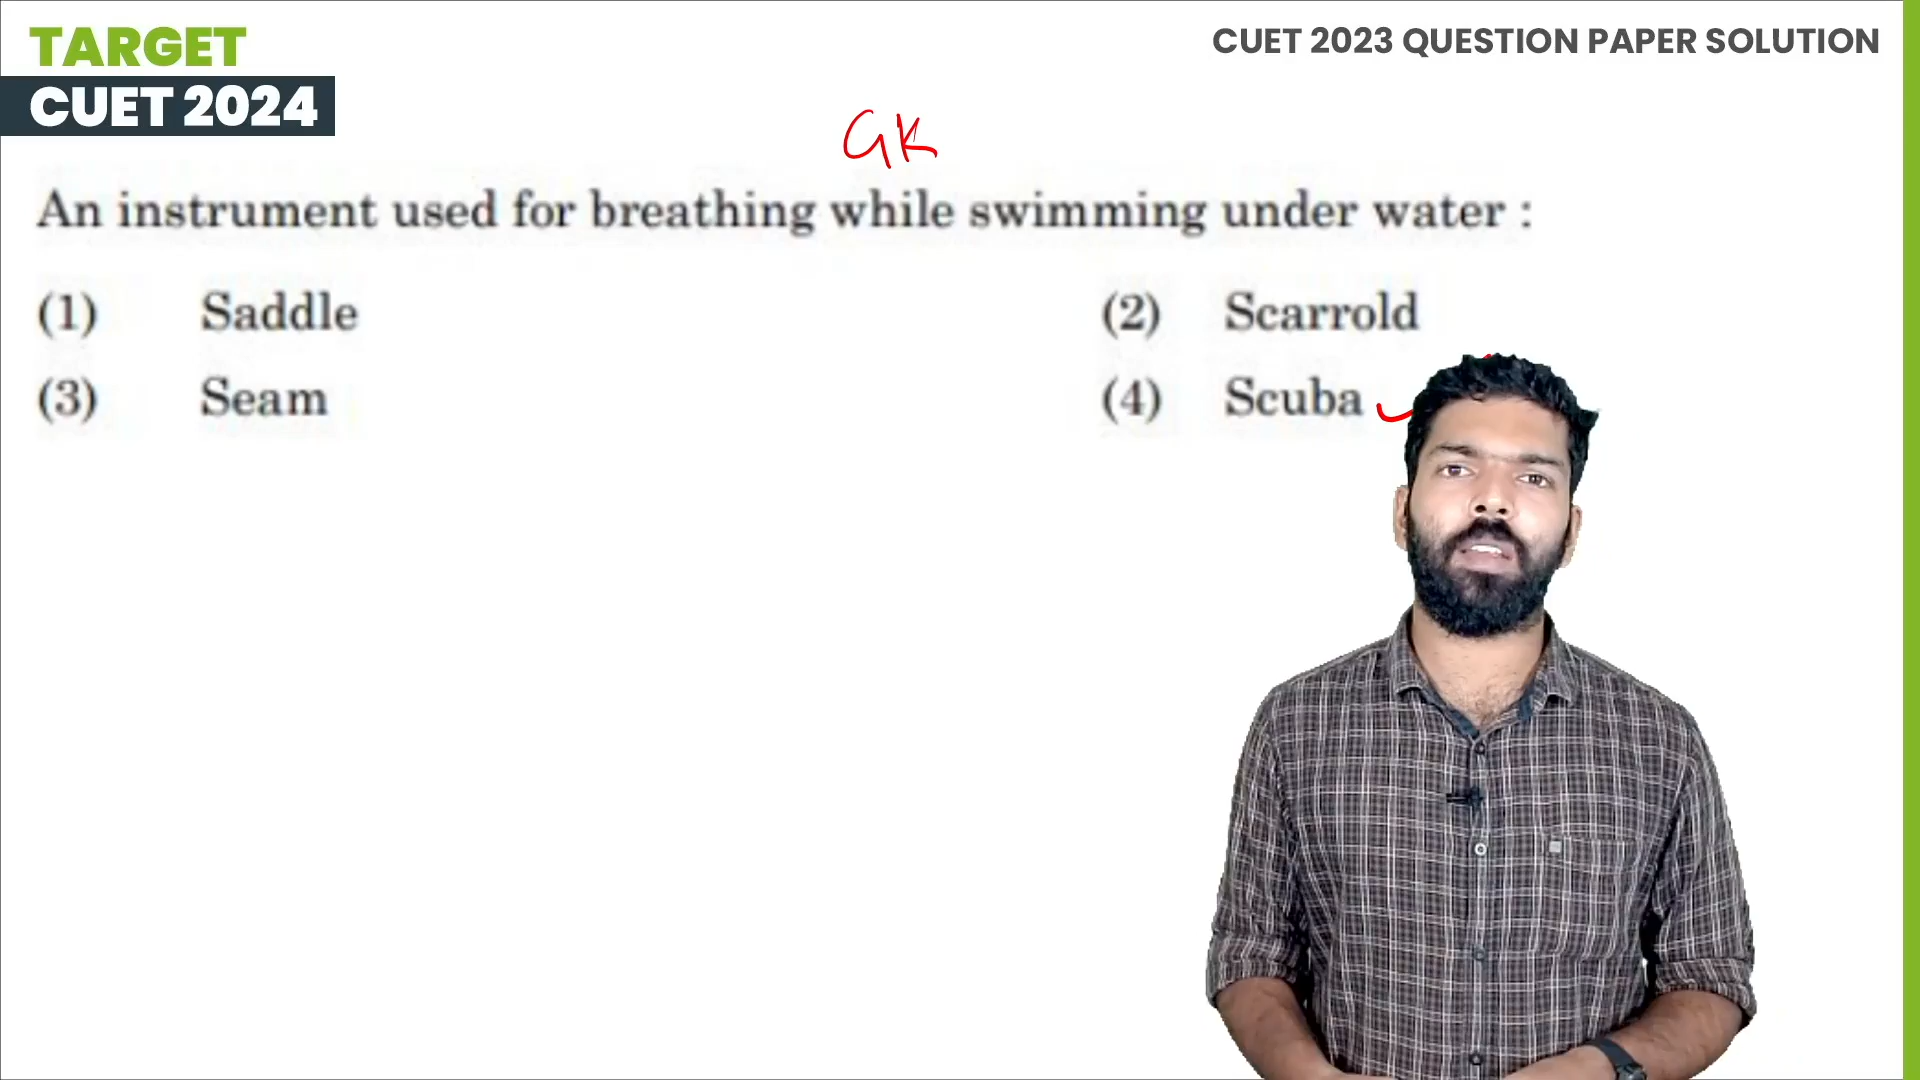 TARGET
CUET 2024
CUET 2023 QUESTION PAPER SOLUTION
GK
An instrument used for breathing while swimming under water :
(1) Saddle (2) Scarrold
(3) Seam (4) Scuba